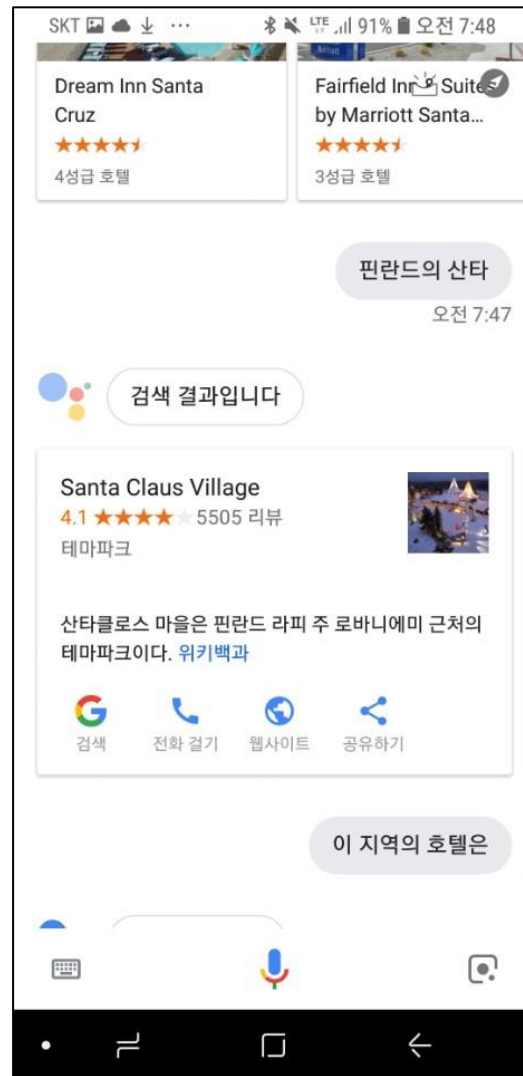 SKT ... LTE 91% 오전 7:48
Dream Inn Santa
Cruz
4성급 호텔
Fairfield Inn Suite
by Marriott Santa...
3성급 호텔
핀란드의 산타
오전 7:47
검색 결과입니다
Santa Claus Village
4.1 5505 리뷰
테마파크
산타클로스 마을은 핀란드 라피 주 로바니에미 근처의
테마파크이다. 위키백과
검색 전화 걸기 웹사이트 공유하기
이 지역의 호텔은